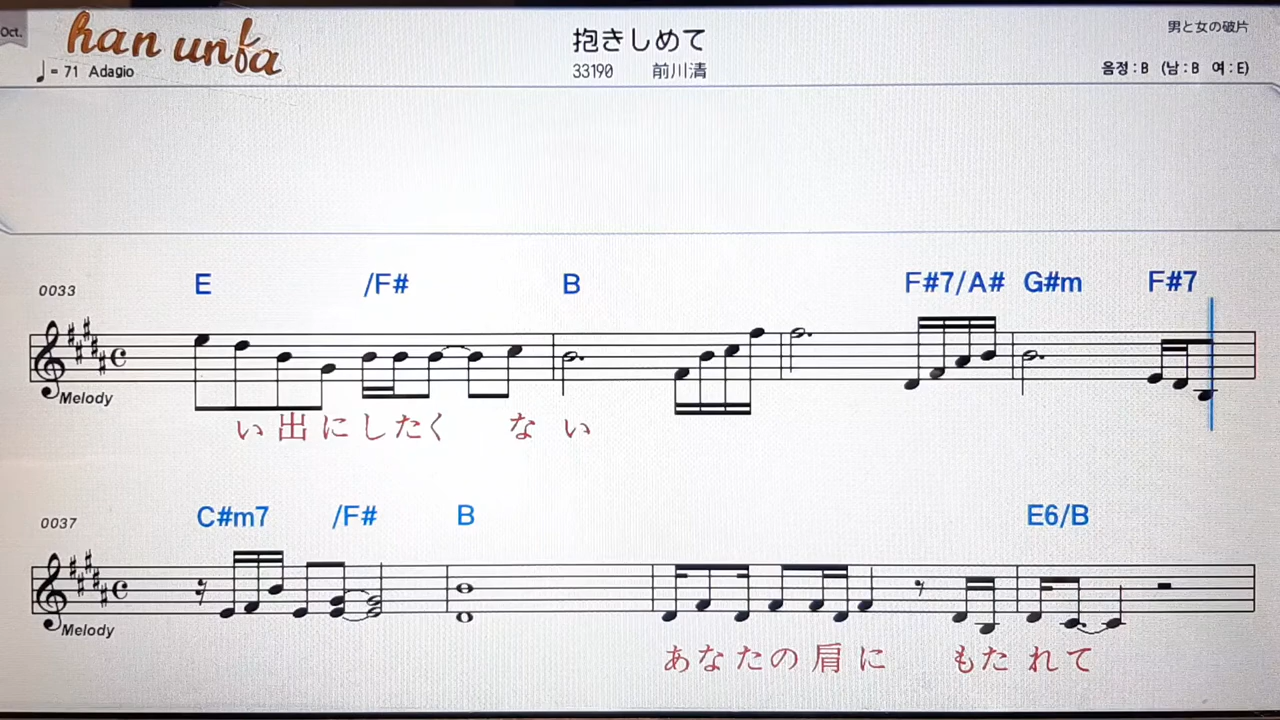 Oct.
han unfa
♩= 71 Adagio
抱きしめて
33190 前川清
男と女の破片
음정 : B (남 : B 여 : E)
E /F# B F#7/A# G#m F#7
0033
Melody
い 出 に し た く な い
C#m7 /F# B E6/B
0037
Melody
あ な た の 肩 に も た れ て